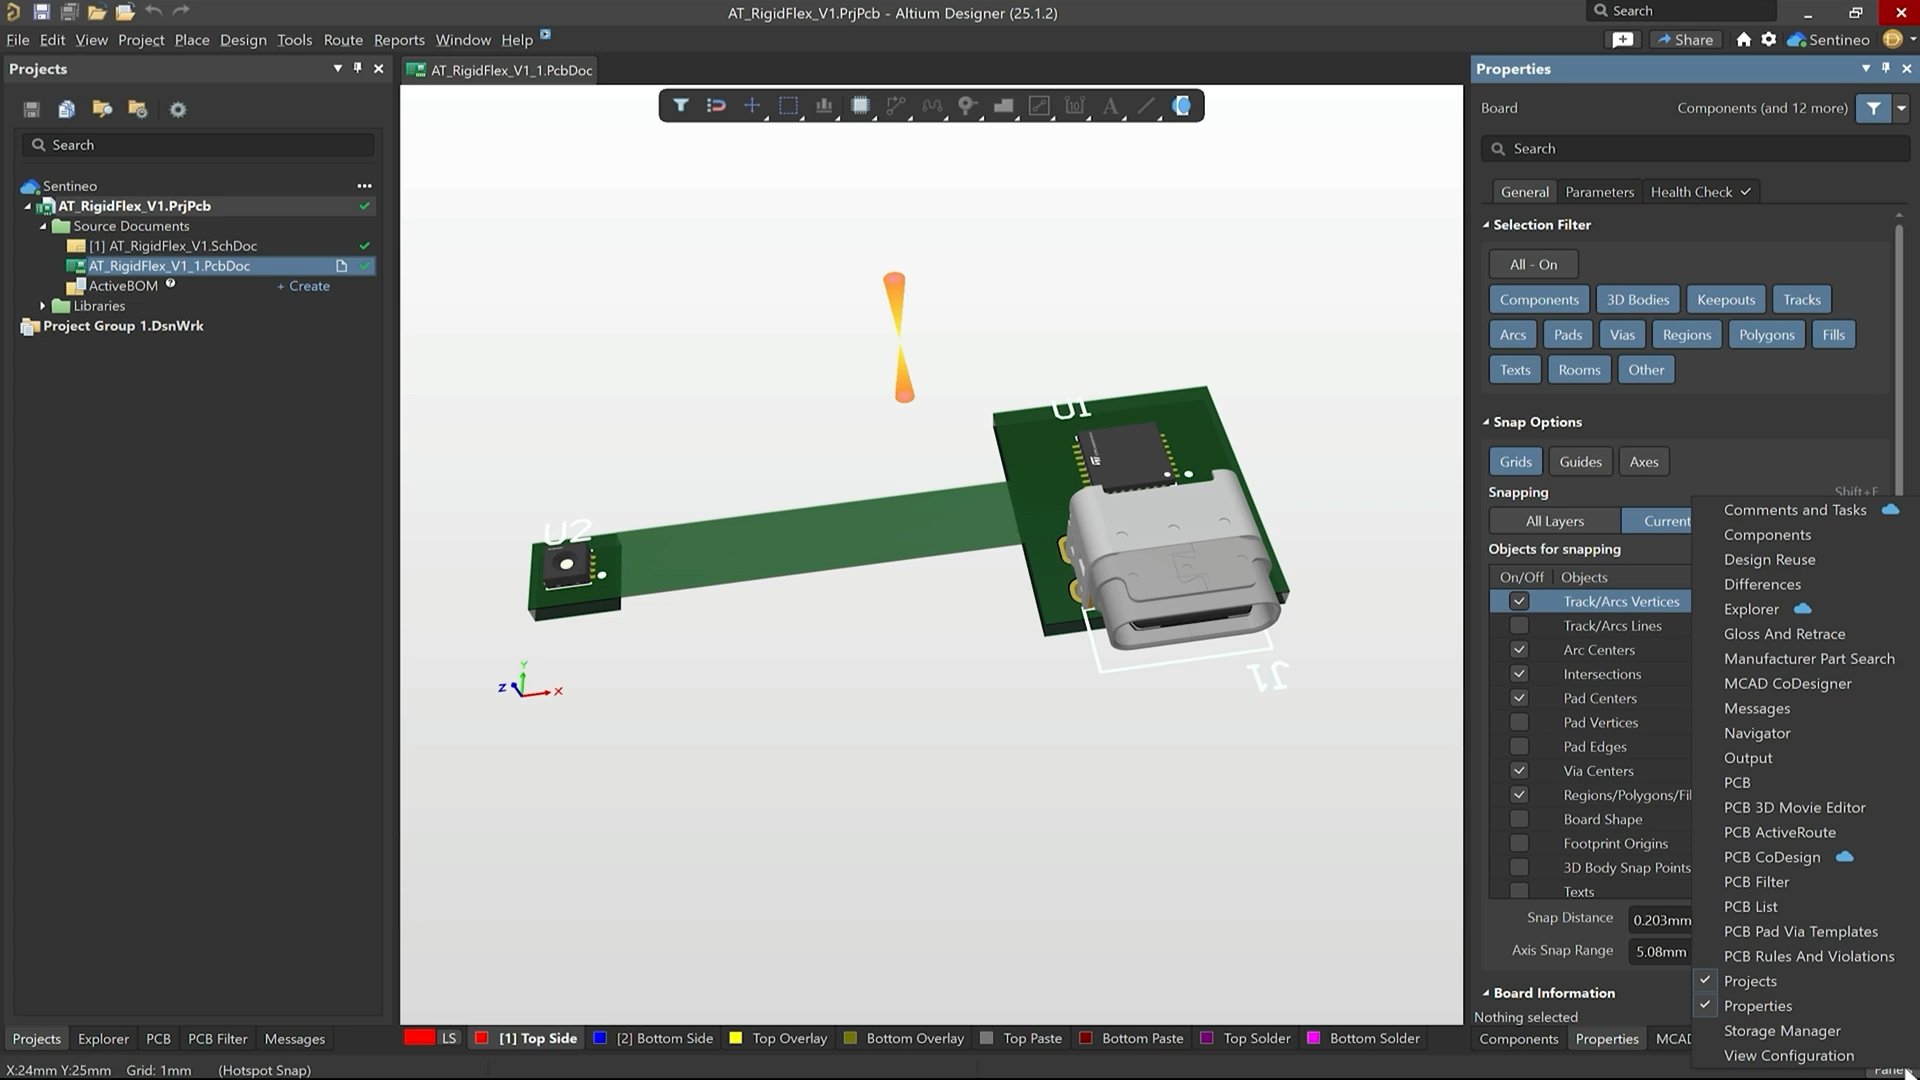 AT_RigidFlex_V1.PrjPcb - Altium Designer (25.1.2)
Search
File Edit View Project Place Design Tools Route Reports Window Help
Share
Sentineo
Projects
AT_RigidFlex_V1_1.PcbDoc
Properties
Board
Components (and 12 more)
Search
Search
General Parameters Health Check
Sentineo
AT_RigidFlex_V1.PrjPcb
Source Documents
[1] AT_RigidFlex_V1.SchDoc
AT_RigidFlex_V1_1.PcbDoc
ActiveBOM
+ Create
Libraries
Project Group 1.DsnWrk
Selection Filter
All - On
Components 3D Bodies Keepouts Tracks
Arcs Pads Vias Regions Polygons Fills
Texts Rooms Other
Snap Options
Grids Guides Axes
Snapping
All Layers Current
Objects for snapping
On/Off Objects
Track/Arcs Vertices
Track/Arcs Lines
Arc Centers
Intersections
Pad Centers
Pad Vertices
Pad Edges
Via Centers
Regions/Polygons/Fil
Board Shape
Footprint Origins
3D Body Snap Points
Texts
Snap Distance 0.203mm
Axis Snap Range 5.08mm
Board Information
Nothing selected
Components Properties
Comments and Tasks
Components
Design Reuse
Differences
Explorer
Gloss And Retrace
Manufacturer Part Search
MCAD CoDesigner
Messages
Navigator
Output
PCB
PCB 3D Movie Editor
PCB ActiveRoute
PCB CoDesign
PCB Filter
PCB List
PCB Pad Via Templates
PCB Rules And Violations
Projects
Properties
Storage Manager
View Configuration
U1
U2
J1
Y
Z
X
Projects Explorer PCB PCB Filter Messages
LS [1] Top Side [2] Bottom Side Top Overlay Bottom Overlay Top Paste Bottom Paste Top Solder Bottom Solder
X:24mm Y:25mm Grid: 1mm (Hotspot Snap)